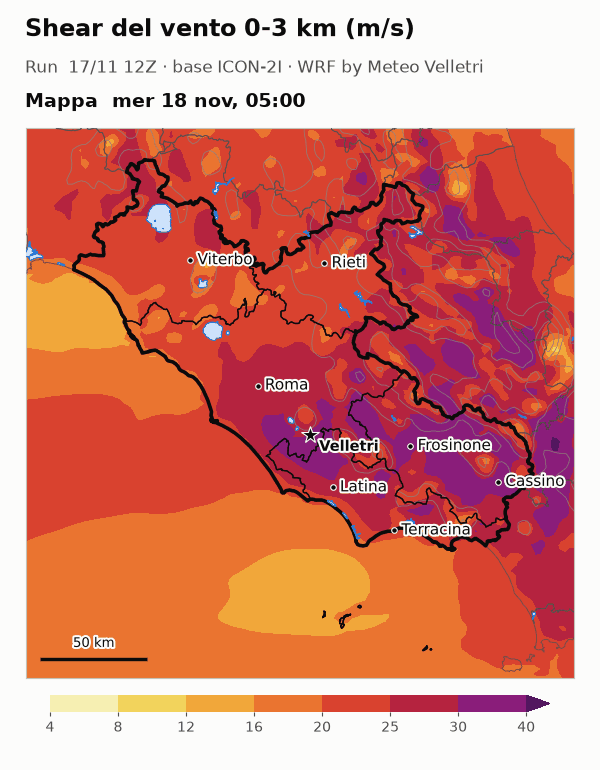 Shear del vento 0-3 km (m/s)
Run  17/11 12Z · base ICON-2I · WRF by Meteo Velletri
Mappa  mer 18 nov, 05:00
Viterbo
Rieti
Roma
Velletri
Frosinone
Latina
Cassino
Terracina
50 km
4 8 12 16 20 25 30 40